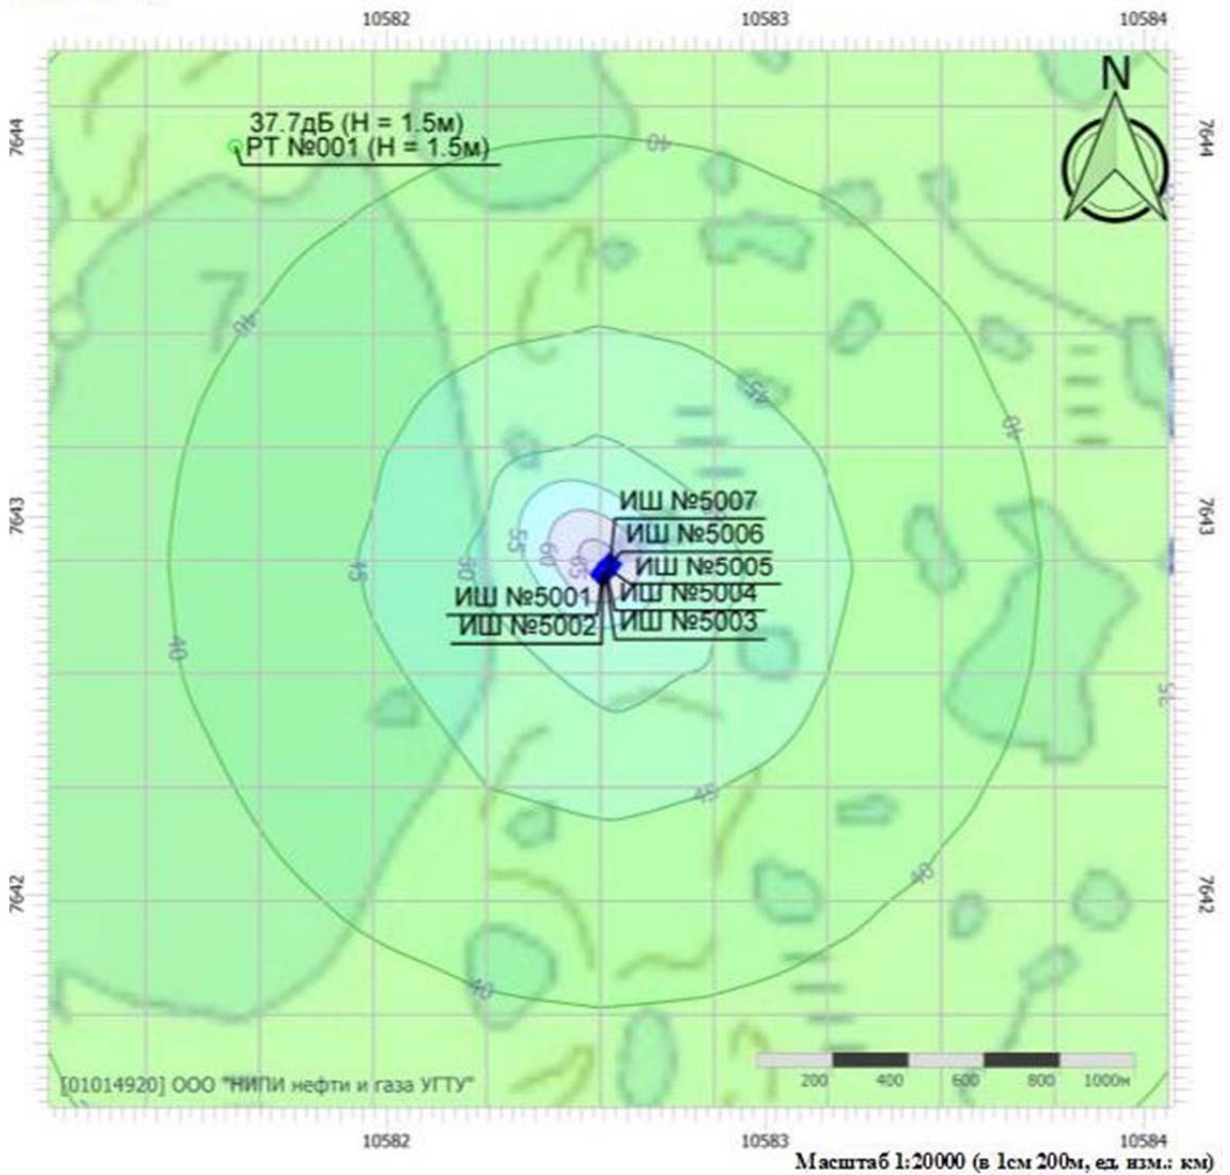 10582 10583 10584
N
7644
7644
37.7дБ (H = 1.5м)
РТ №001 (H = 1.5м)
40
40
45
40
7643
7643
ИШ №5007
ИШ №5006
ИШ №5005
ИШ №5004
ИШ №5003
ИШ №5001
ИШ №5002
55
60
65
45
40
45
40
7642
7642
40
200 400 600 800 1000м
[01014920] ООО "НИПИ нефти и газа УГТУ"
10582 10583 10584
Масштаб 1:20000 (в 1см 200м, ед. изм.: км)